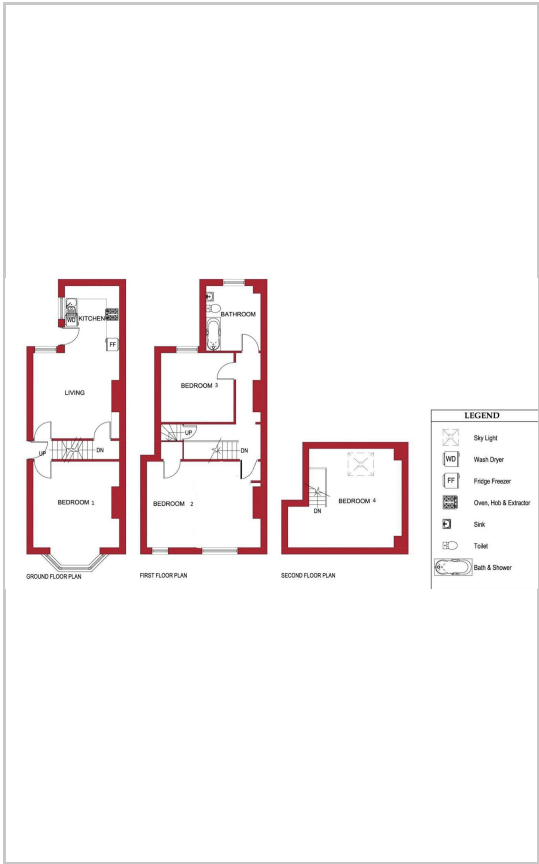 KITCHEN
WD
FF
LIVING
UP
DN
BEDROOM 1
GROUND FLOOR PLAN
BATHROOM
BEDROOM 3
UP
DN
BEDROOM 2
FIRST FLOOR PLAN
BEDROOM 4
DN
SECOND FLOOR PLAN
LEGEND
Sky Light
WD Wash Dryer
FF Fridge Freezer
Oven, Hob & Extractor
Sink
Toilet
Bath & Shower